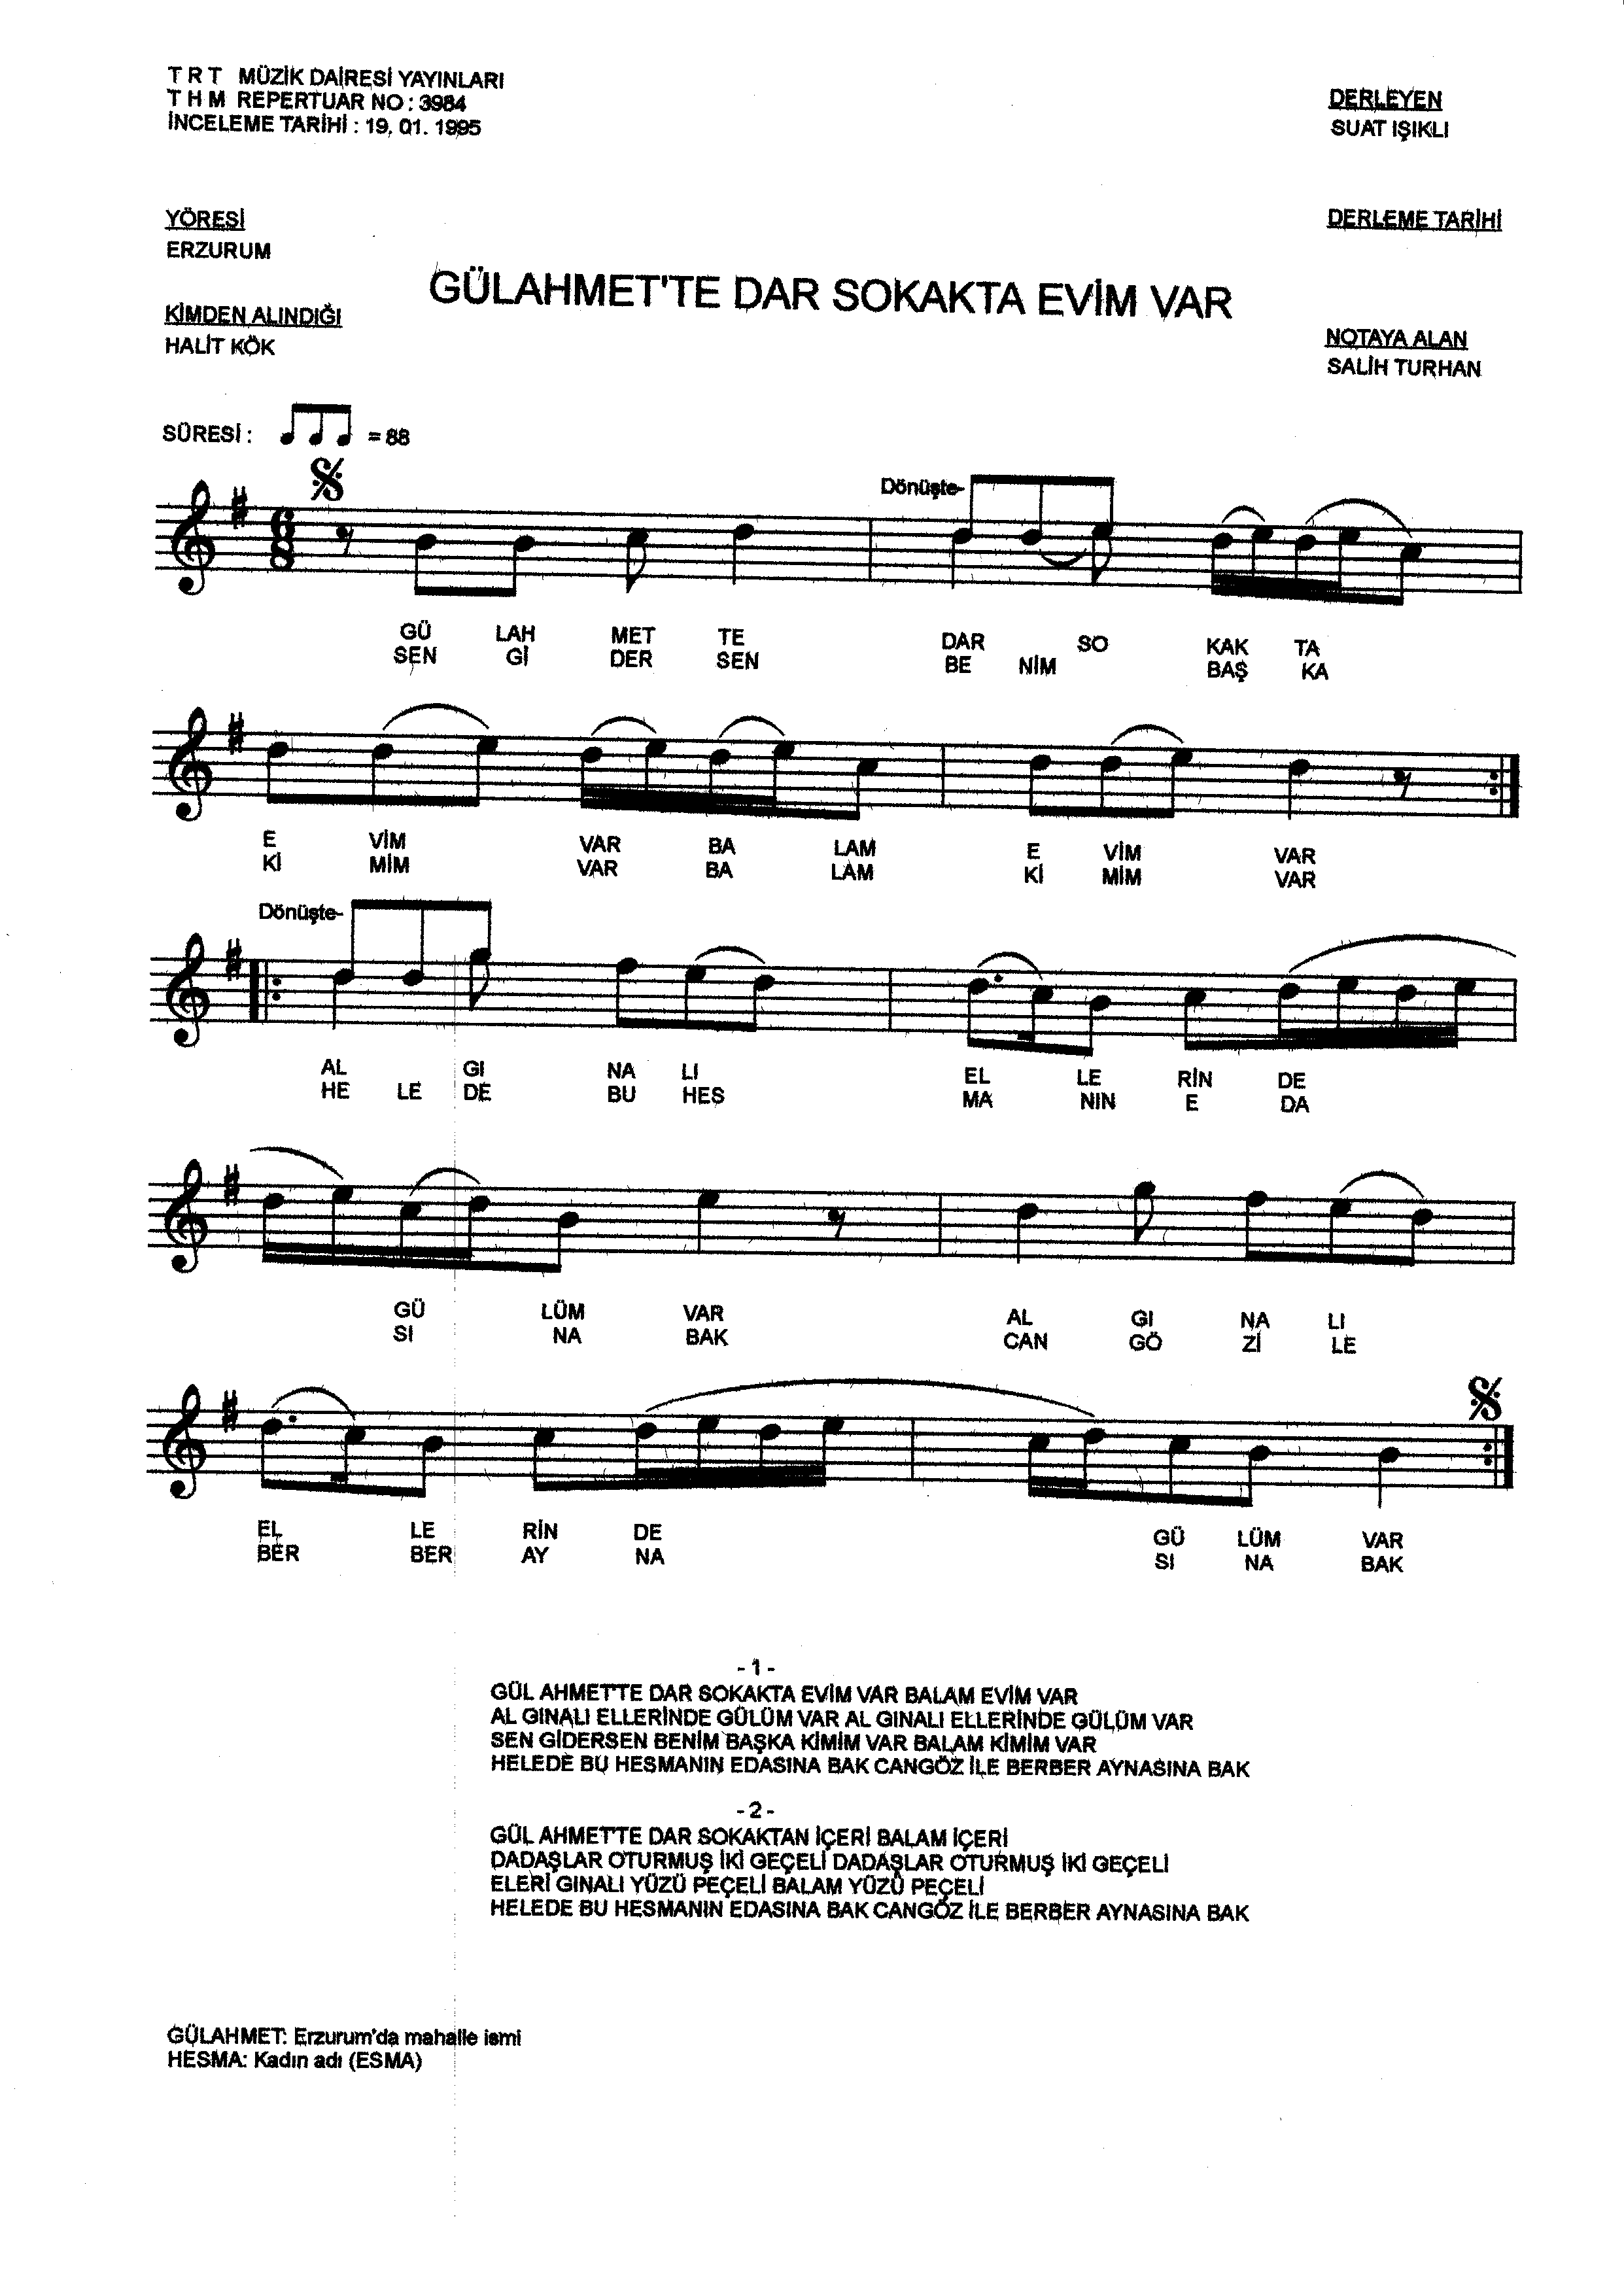 T R T MÜZİK DAİRESİ YAYINLARI
T H M REPERTUAR NO : 3984
İNCELEME TARİHİ : 19. 01. 1995
DERLEYEN
SUAT IŞIKLI
YÖRESİ
ERZURUM
DERLEME TARİHİ
GÜLAHMET'TE DAR SOKAKTA EVİM VAR
KİMDEN ALINDIĞI
HALİT KÖK
NOTAYA ALAN
SALİH TURHAN
SÜRESİ : = 88
Dönüşte-
GÜ LAH MET TE DAR SO KAK TA
SEN Gİ DER SEN BE NİM BAŞ KA
E VİM VAR BA LAM E VİM VAR
Kİ MİM VAR BA LAM Kİ MİM VAR
Dönüşte-
AL GI NA LI EL LE RİN DE
HE LE DE BU HES MA NIN E DA
GÜ LÜM VAR AL GI NA LI
SI NA BAK CAN GÖ Zİ LE
EL LE RİN DE GÜ LÜM VAR
BER BER AY NA SI NA BAK
- 1 -
GÜL AHMETTE DAR SOKAKTA EVİM VAR BALAM EVİM VAR
AL GINALI ELLERİNDE GÜLÜM VAR AL GINALI ELLERİNDE GÜLÜM VAR
SEN GİDERSEN BENİM BAŞKA KİMİM VAR BALAM KİMİM VAR
HELEDE BU HESMANIN EDASINA BAK CANGÖZ İLE BERBER AYNASINA BAK
- 2 -
GÜL AHMETTE DAR SOKAKTAN İÇERİ BALAM İÇERİ
DADAŞLAR OTURMUŞ İKİ GEÇELİ DADAŞLAR OTURMUŞ İKİ GEÇELİ
ELERİ GINALI YÜZÜ PEÇELİ BALAM YÜZÜ PEÇELİ
HELEDE BU HESMANIN EDASINA BAK CANGÖZ İLE BERBER AYNASINA BAK
GÜLAHMET: Erzurum'da mahalle ismi
HESMA: Kadın adı (ESMA)